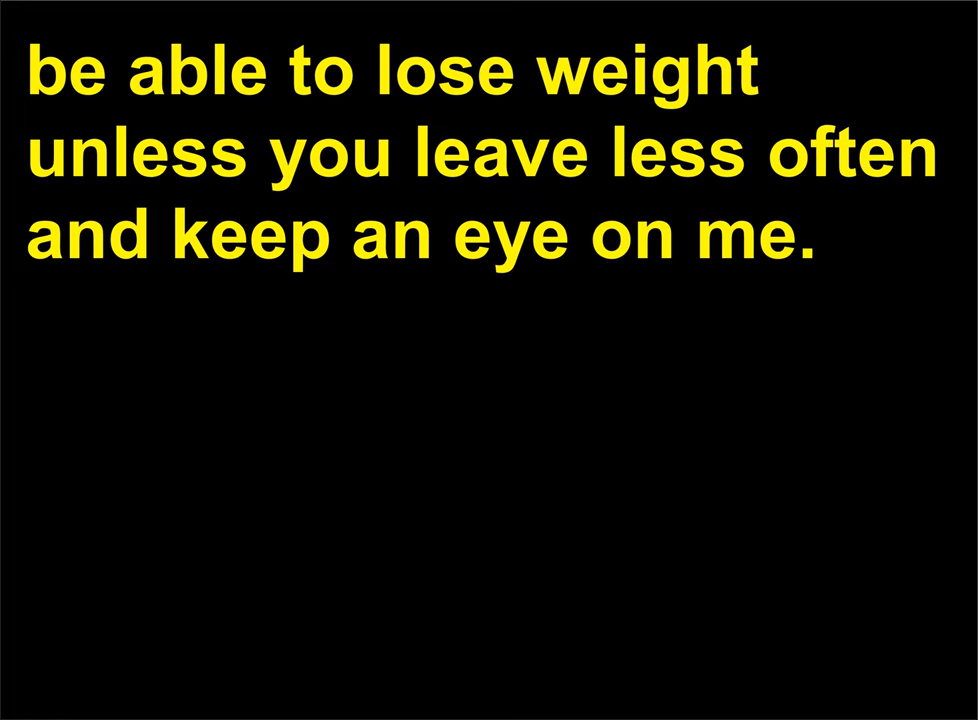 be able to lose weight
unless you leave less often
and keep an eye on me.